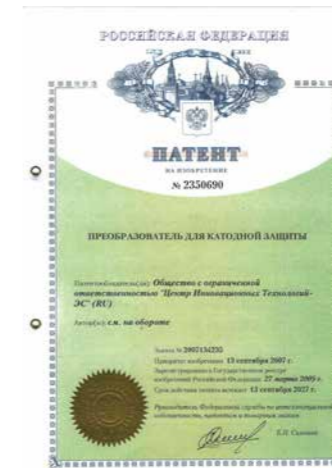 РОССИЙСКАЯ ФЕДЕРАЦИЯ
ПАТЕНТ
НА ИЗОБРЕТЕНИЕ
№ 2350690
ПРЕОБРАЗОВАТЕЛЬ ДЛЯ КАТОДНОЙ ЗАЩИТЫ
Патентообладатель(ли): Общество с ограниченной
ответственностью "Центр Инновационных Технологий-
ЭС" (RU)
Автор(ы): см. на обороте
Заявка № 2007134235
Приоритет изобретения 13 сентября 2007 г.
Зарегистрировано в Государственном реестре
изобретений Российской Федерации 27 марта 2009 г.
Срок действия патента истекает 13 сентября 2027 г.
Руководитель Федеральной службы по интеллектуальной
собственности, патентам и товарным знакам
Б.П. Симонов